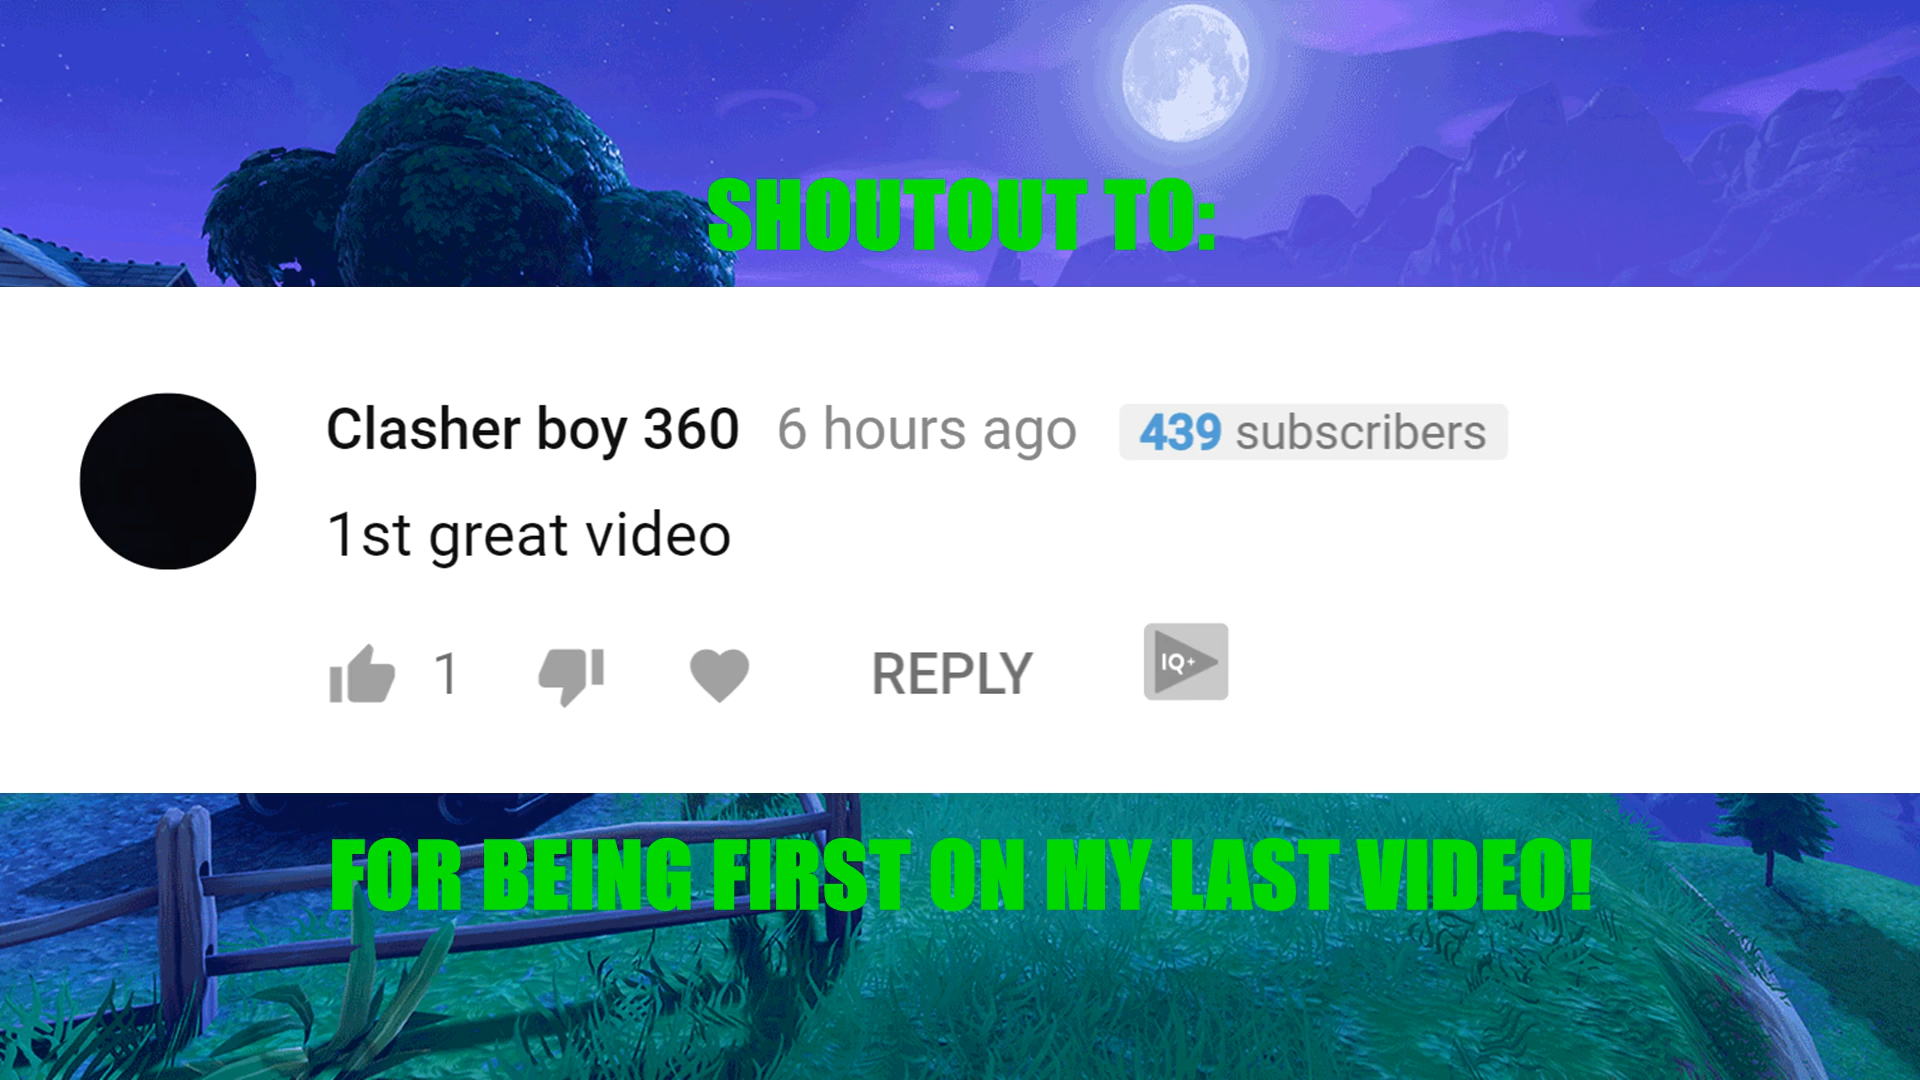 SHOUTOUT TO:
Clasher boy 360 6 hours ago 439 subscribers
1st great video
1 REPLY IQ+
FOR BEING FIRST ON MY LAST VIDEO!